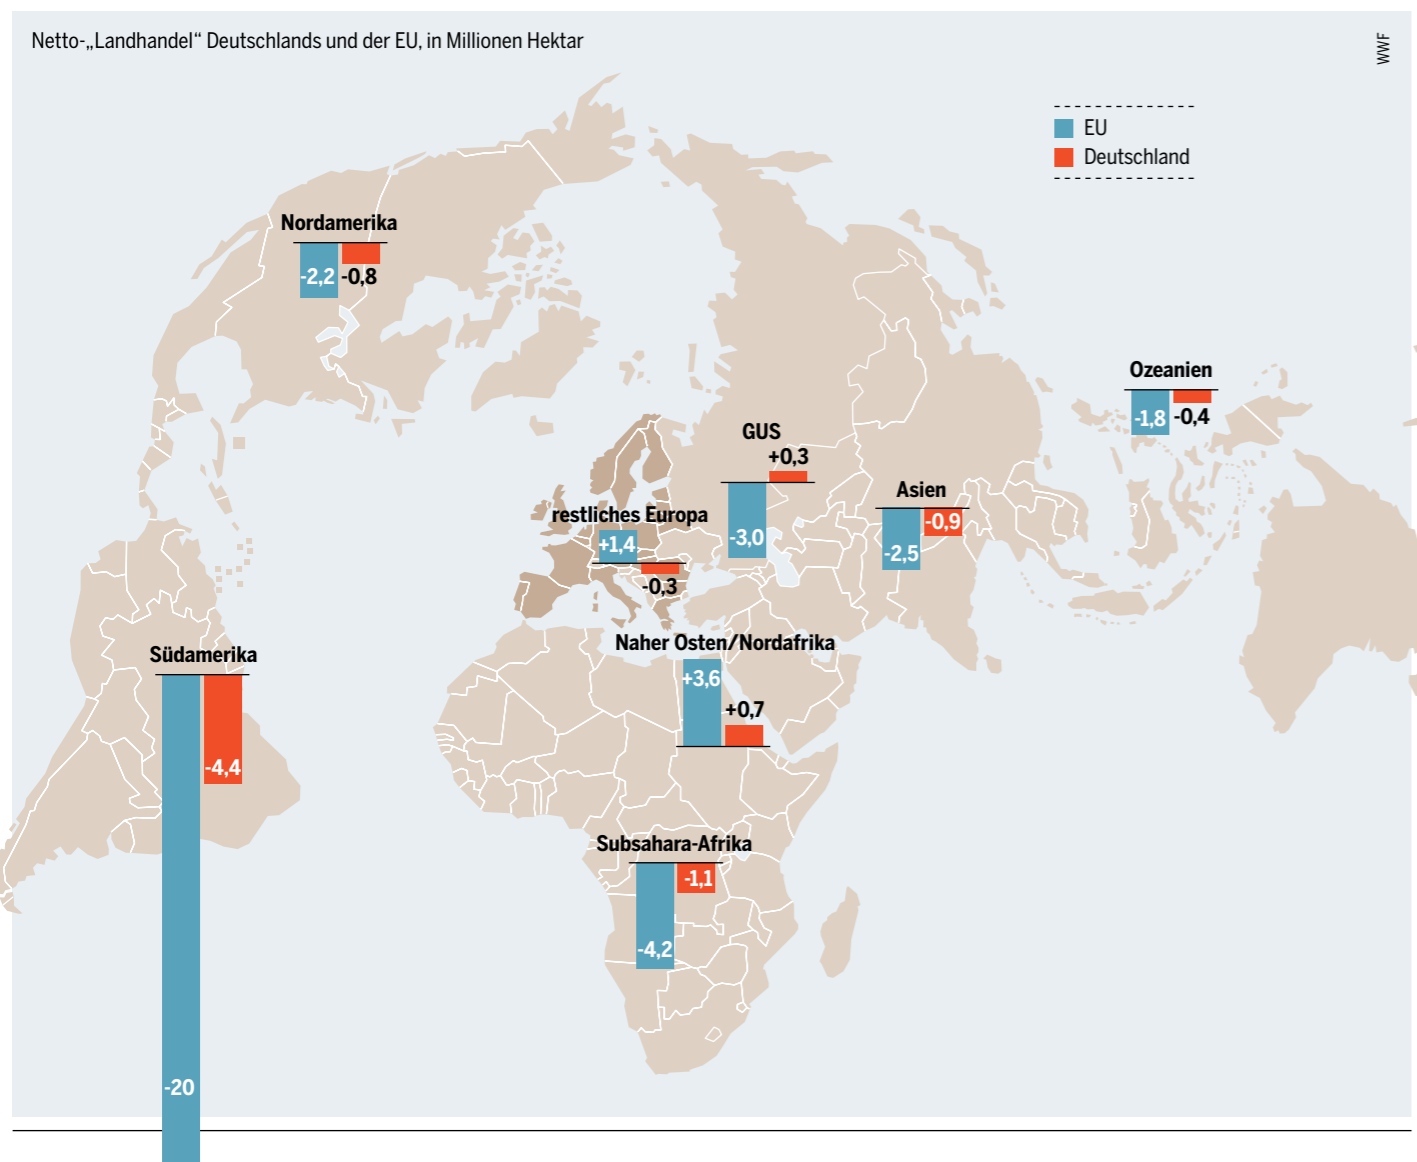 Netto-„Landhandel“ Deutschlands und der EU, in Millionen Hektar
WWF
EU
Deutschland
Nordamerika
-2,2 -0,8
Ozeanien
-1,8 -0,4
GUS
+0,3
-3,0
Asien
-0,9
-2,5
restliches Europa
+1,4
-0,3
Naher Osten/Nordafrika
+3,6
+0,7
Südamerika
-4,4
-20
Subsahara-Afrika
-1,1
-4,2